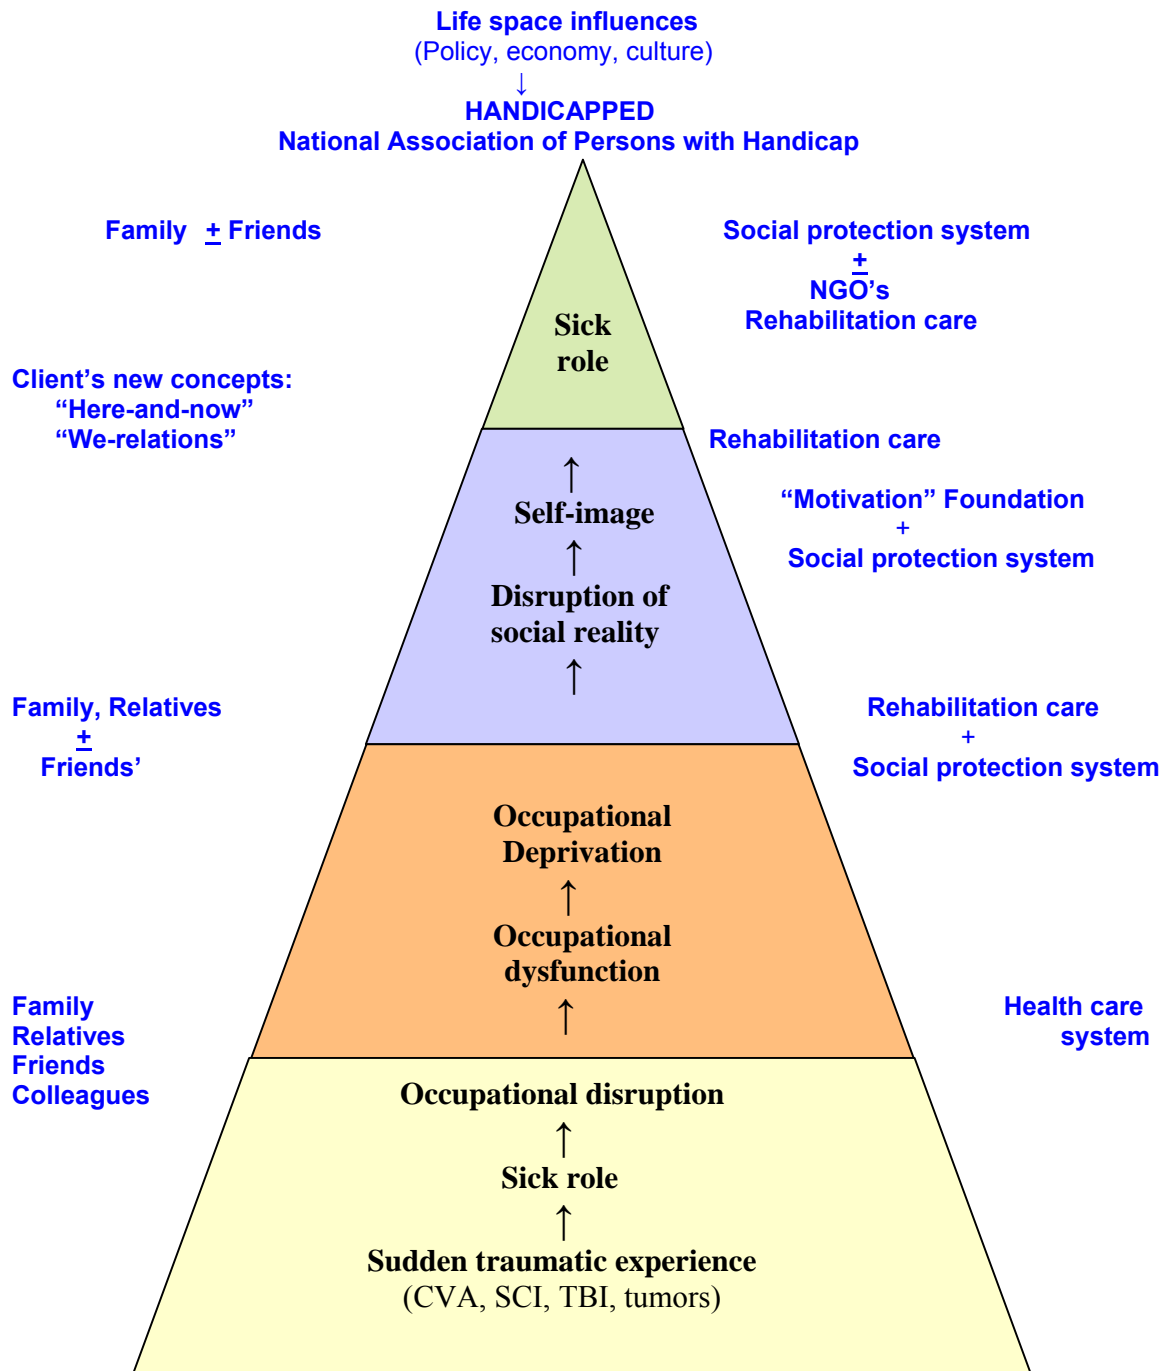 Life space influences
(Policy, economy, culture)
↓
HANDICAPPED
National Association of Persons with Handicap
Family ± Friends
Social protection system
±
NGO's
Rehabilitation care
Sick
role
Client's new concepts:
"Here-and-now"
"We-relations"
Rehabilitation care
↑
"Motivation" Foundation
+
Social protection system
Self-image
↑
Disruption of
social reality
↑
Family, Relatives
±
Friends'
Rehabilitation care
+
Social protection system
Occupational
Deprivation
↑
Occupational
dysfunction
↑
Family
Relatives
Friends
Colleagues
Health care
system
Occupational disruption
↑
Sick role
↑
Sudden traumatic experience
(CVA, SCI, TBI, tumors)